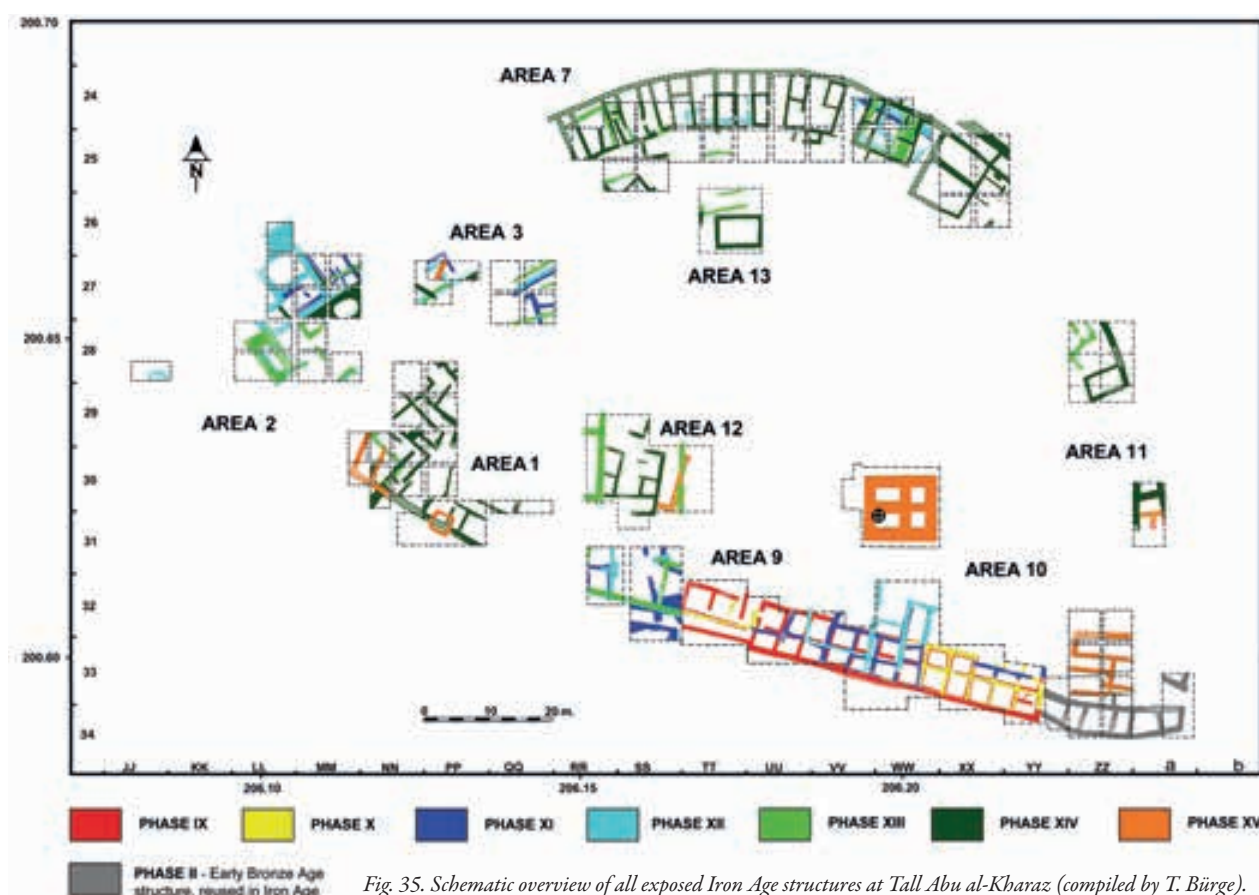 200.70
AREA 7
24
25
N
26
AREA 3
27
AREA 13
200.65
28
29
AREA 2
AREA 12
AREA 11
30
AREA 1
31
AREA 9
AREA 10
32
200.60
33
0 10 20 m.
34
JJ KK LL MM NN PP QQ RR SS TT UU VV WW XX YY ZZ a b
206.10 206.15 206.20
PHASE IX PHASE X PHASE XI PHASE XII PHASE XIII PHASE XIV PHASE XV
PHASE II - Early Bronze Age
structure, reused in Iron Age
Fig. 35. Schematic overview of all exposed Iron Age structures at Tall Abu al-Kharaz (compiled by T. Bürge).